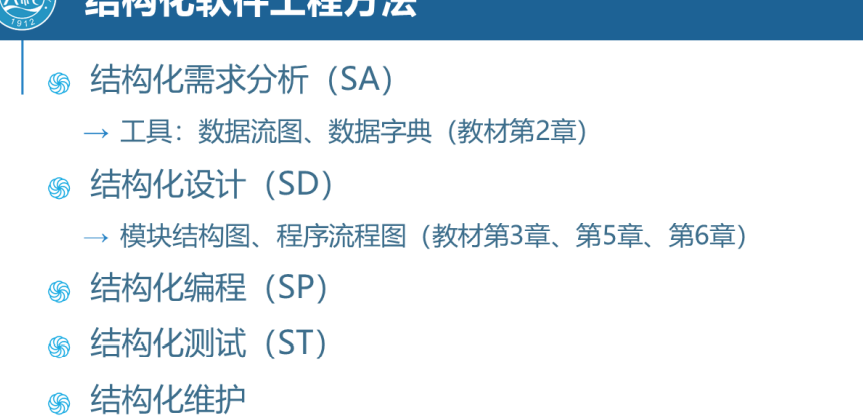 结构化软件工程方法
结构化需求分析（SA）
→ 工具：数据流图、数据字典（教材第2章）
结构化设计（SD）
→ 模块结构图、程序流程图（教材第3章、第5章、第6章）
结构化编程（SP）
结构化测试（ST）
结构化维护
1912